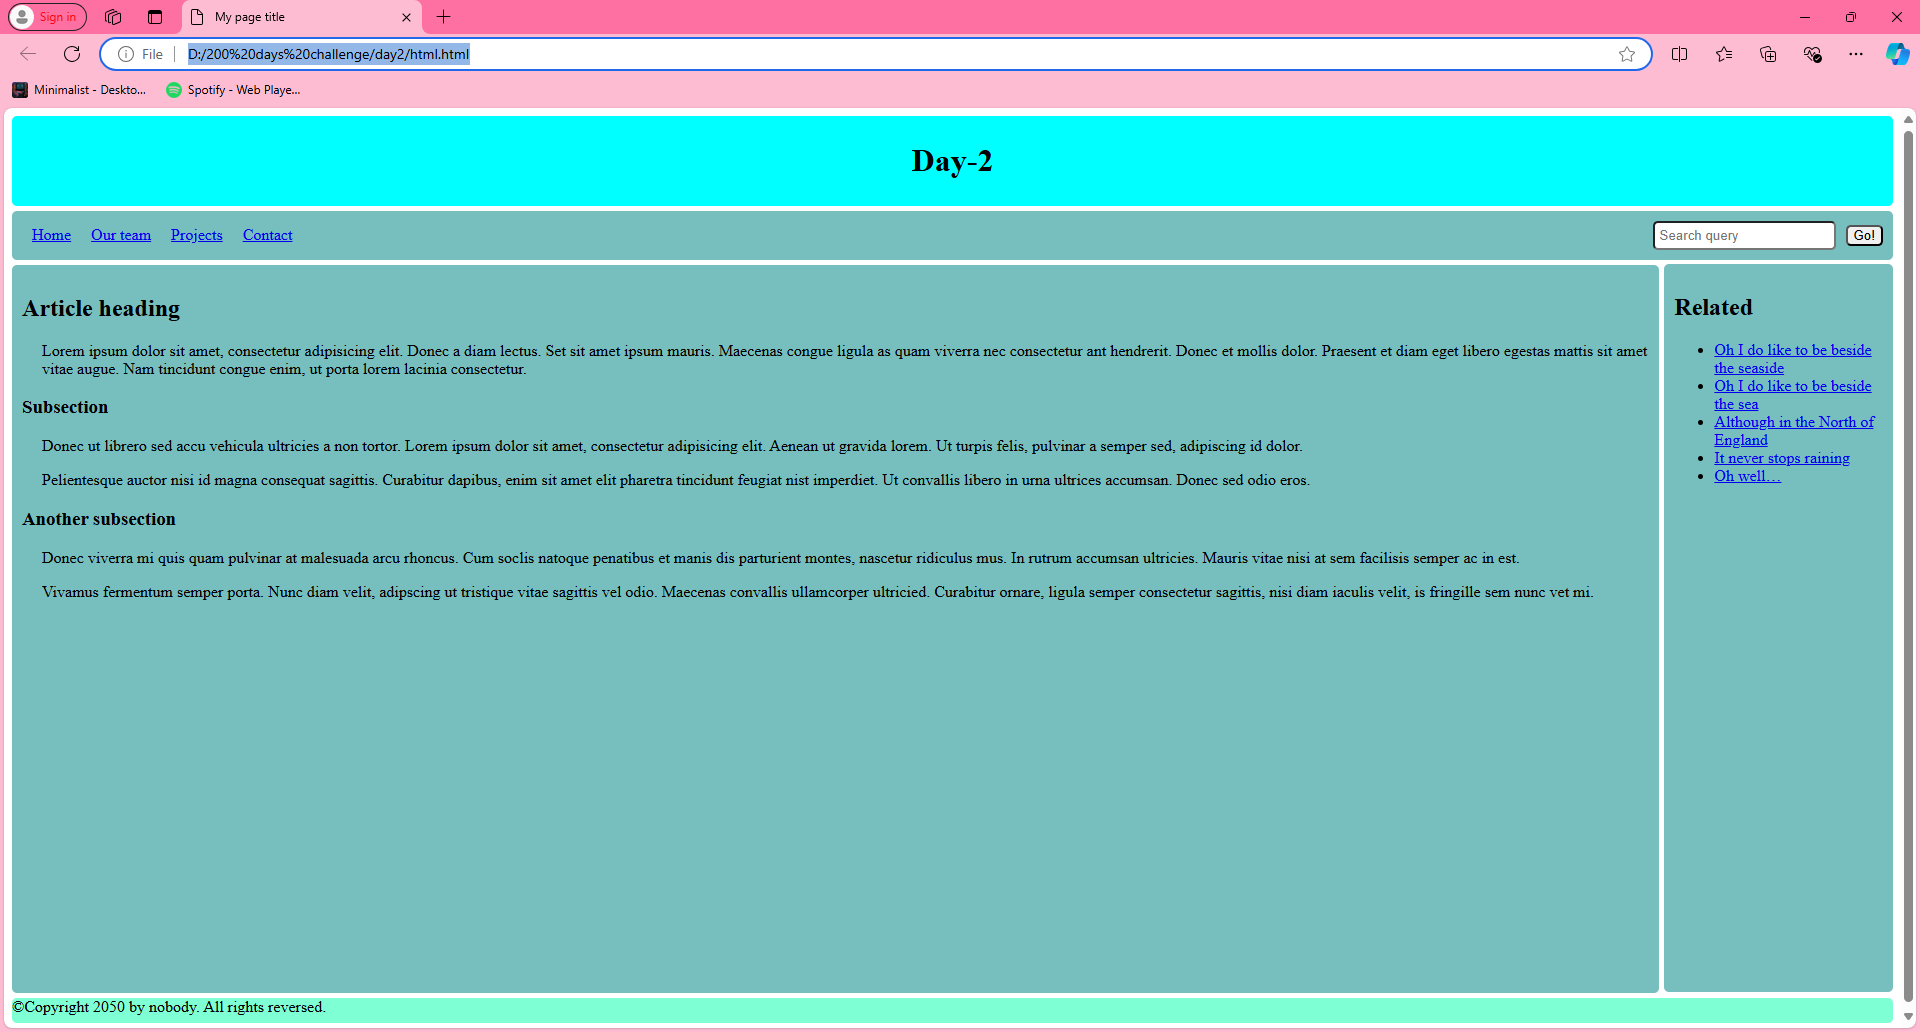 Sign in
My page title
File
D:/200%20days%20challenge/day2/html.html
Minimalist - Deskto...
Spotify - Web Playe...
Day-2
Home Our team Projects Contact
Search query
Go!
Article heading
Lorem ipsum dolor sit amet, consectetur adipisicing elit. Donec a diam lectus. Set sit amet ipsum mauris. Maecenas congue ligula as quam viverra nec consectetur ant hendrerit. Donec et mollis dolor. Praesent et diam eget libero egestas mattis sit amet
vitae augue. Nam tincidunt congue enim, ut porta lorem lacinia consectetur.
Subsection
Donec ut librero sed accu vehicula ultricies a non tortor. Lorem ipsum dolor sit amet, consectetur adipisicing elit. Aenean ut gravida lorem. Ut turpis felis, pulvinar a semper sed, adipiscing id dolor.
Pelientesque auctor nisi id magna consequat sagittis. Curabitur dapibus, enim sit amet elit pharetra tincidunt feugiat nist imperdiet. Ut convallis libero in urna ultrices accumsan. Donec sed odio eros.
Another subsection
Donec viverra mi quis quam pulvinar at malesuada arcu rhoncus. Cum soclis natoque penatibus et manis dis parturient montes, nascetur ridiculus mus. In rutrum accumsan ultricies. Mauris vitae nisi at sem facilisis semper ac in est.
Vivamus fermentum semper porta. Nunc diam velit, adipscing ut tristique vitae sagittis vel odio. Maecenas convallis ullamcorper ultricied. Curabitur ornare, ligula semper consectetur sagittis, nisi diam iaculis velit, is fringille sem nunc vet mi.
Related
Oh I do like to be beside
the seaside
Oh I do like to be beside
the sea
Although in the North of
England
It never stops raining
Oh well…
©Copyright 2050 by nobody. All rights reversed.